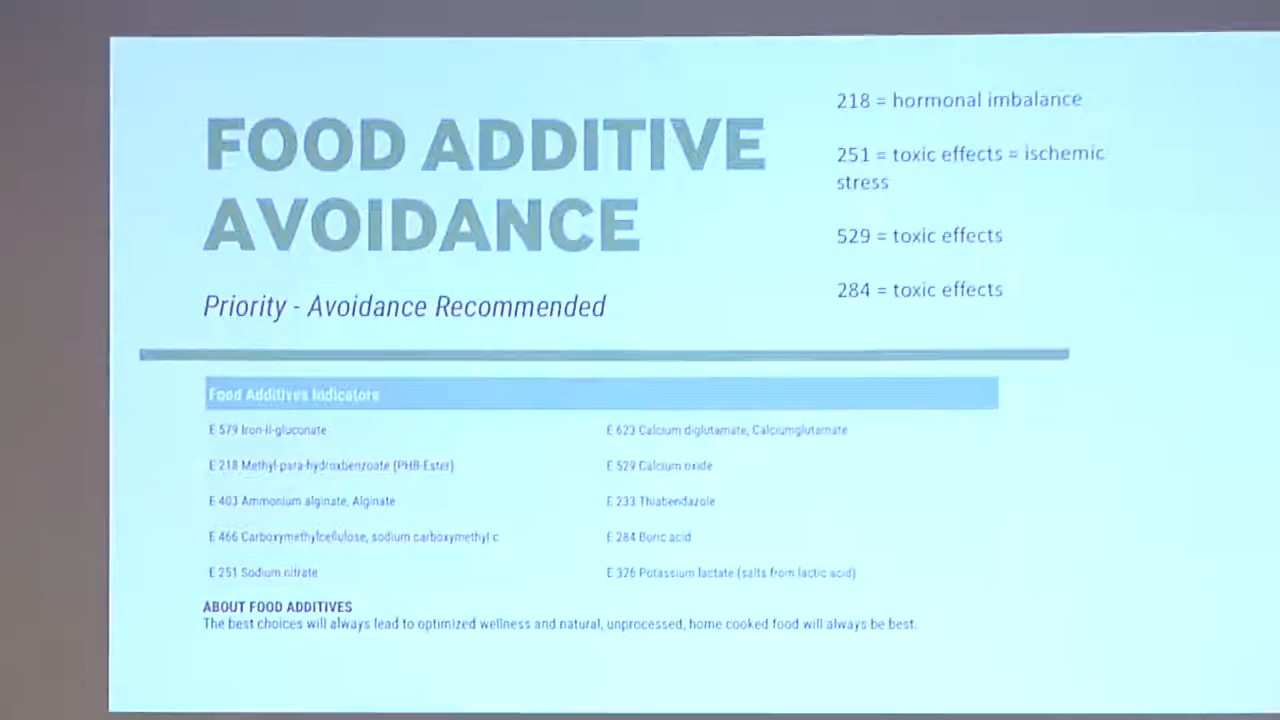 FOOD ADDITIVE
AVOIDANCE
Priority - Avoidance Recommended
218 = hormonal imbalance
251 = toxic effects = ischemic
stress
529 = toxic effects
284 = toxic effects
Food Additives Indicators
E 579 Iron-II-gluconate
E 218 Methyl-para-hydroxbenzoate (PHB-Ester)
E 403 Ammonium alginate, Alginate
E 466 Carboxymethylcellulose, sodium carboxymethyl c
E 251 Sodium nitrate
E 623 Calcium diglutamate, Calciumglutamate
E 529 Calcium oxide
E 233 Thiabendazole
E 284 Boric acid
E 326 Potassium lactate (salts from lactic acid)
ABOUT FOOD ADDITIVES
The best choices will always lead to optimized wellness and natural, unprocessed, home cooked food will always be best.